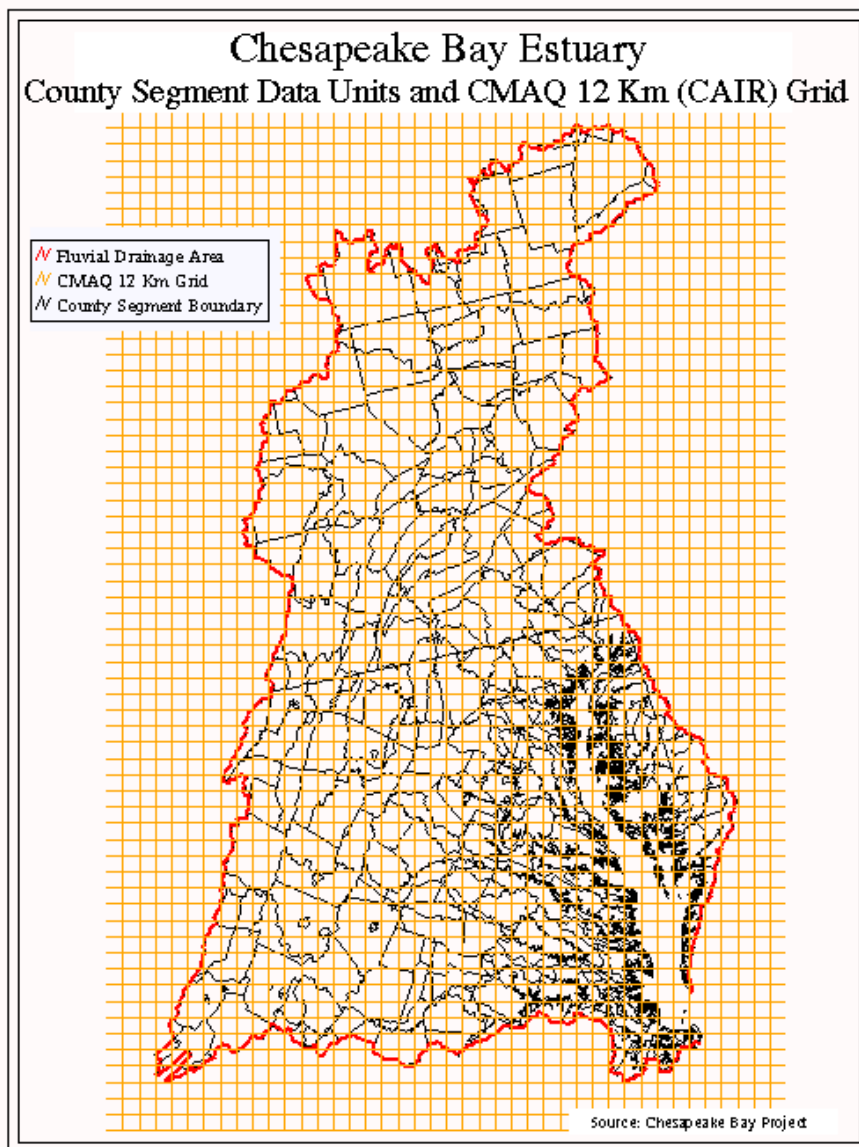 Chesapeake Bay Estuary
County Segment Data Units and CMAQ 12 Km (CAIR) Grid
Fluvial Drainage Area
CMAQ 12 Km Grid
County Segment Boundary
Source: Chesapeake Bay Project